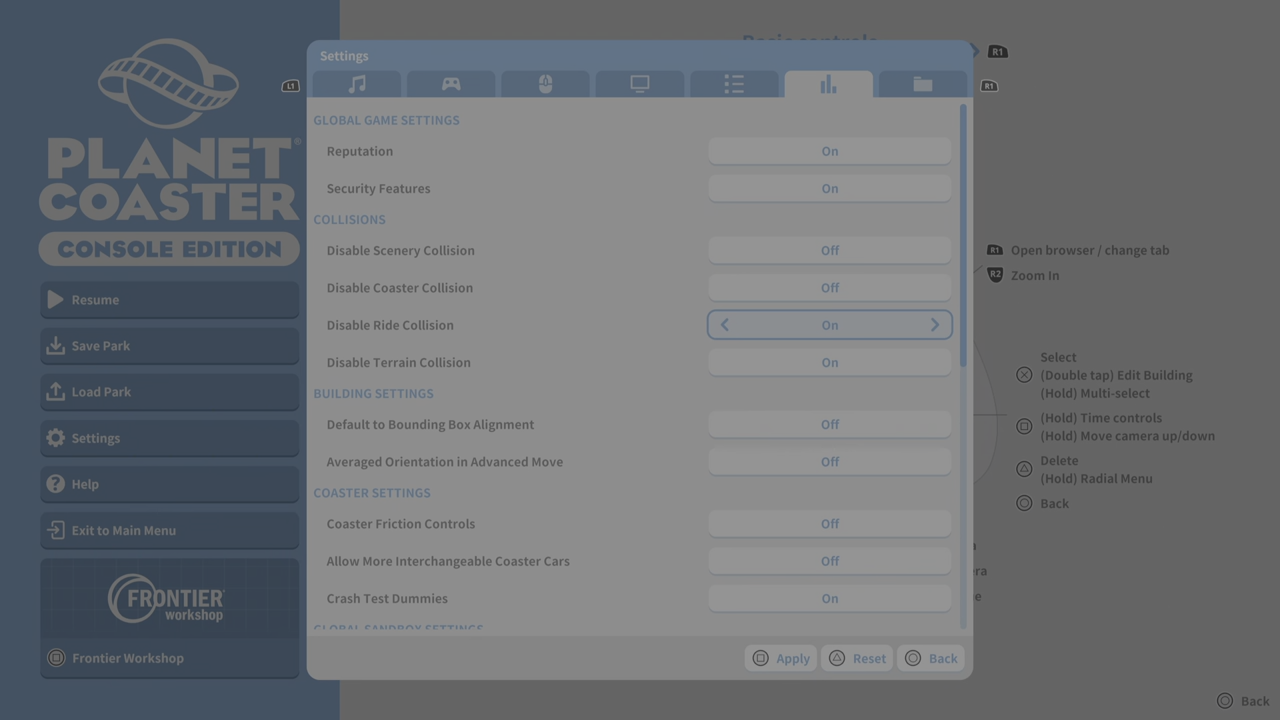 Basic controls
R1
Settings
L1
R1
PLANET
COASTER
®
CONSOLE EDITION
Resume
Save Park
Load Park
Settings
Help
Exit to Main Menu
FRONTIER
workshop
Frontier Workshop
GLOBAL GAME SETTINGS
Reputation On
Security Features On
COLLISIONS
Disable Scenery Collision Off
Disable Coaster Collision Off
Disable Ride Collision On
Disable Terrain Collision On
BUILDING SETTINGS
Default to Bounding Box Alignment Off
Averaged Orientation in Advanced Move Off
COASTER SETTINGS
Coaster Friction Controls Off
Allow More Interchangeable Coaster Cars Off
Crash Test Dummies On
GLOBAL SANDBOX SETTINGS
Apply Reset Back
R1 Open browser / change tab
R2 Zoom In
Select
(Double tap) Edit Building
(Hold) Multi-select
(Hold) Time controls
(Hold) Move camera up/down
Delete
(Hold) Radial Menu
Back
Back